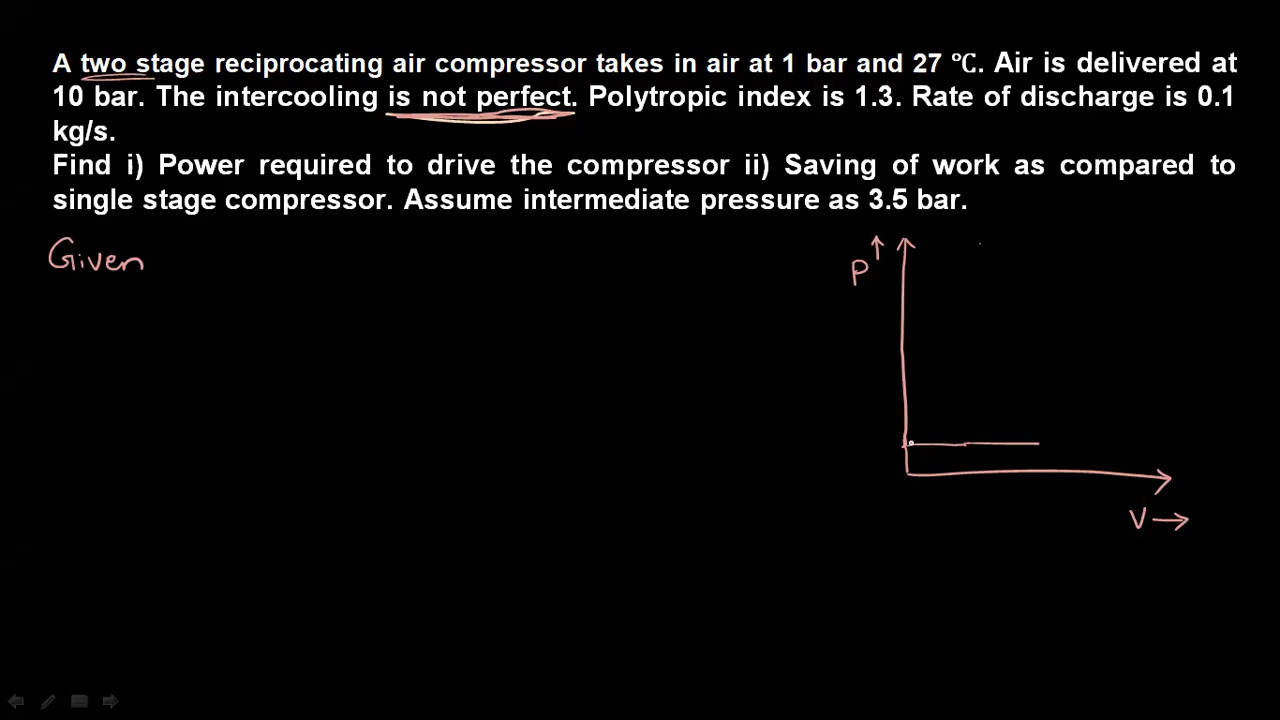 A two stage reciprocating air compressor takes in air at 1 bar and 27 ℃. Air is delivered at
10 bar. The intercooling is not perfect. Polytropic index is 1.3. Rate of discharge is 0.1
kg/s.
Find i) Power required to drive the compressor ii) Saving of work as compared to
single stage compressor. Assume intermediate pressure as 3.5 bar.
Given
P↑
V→